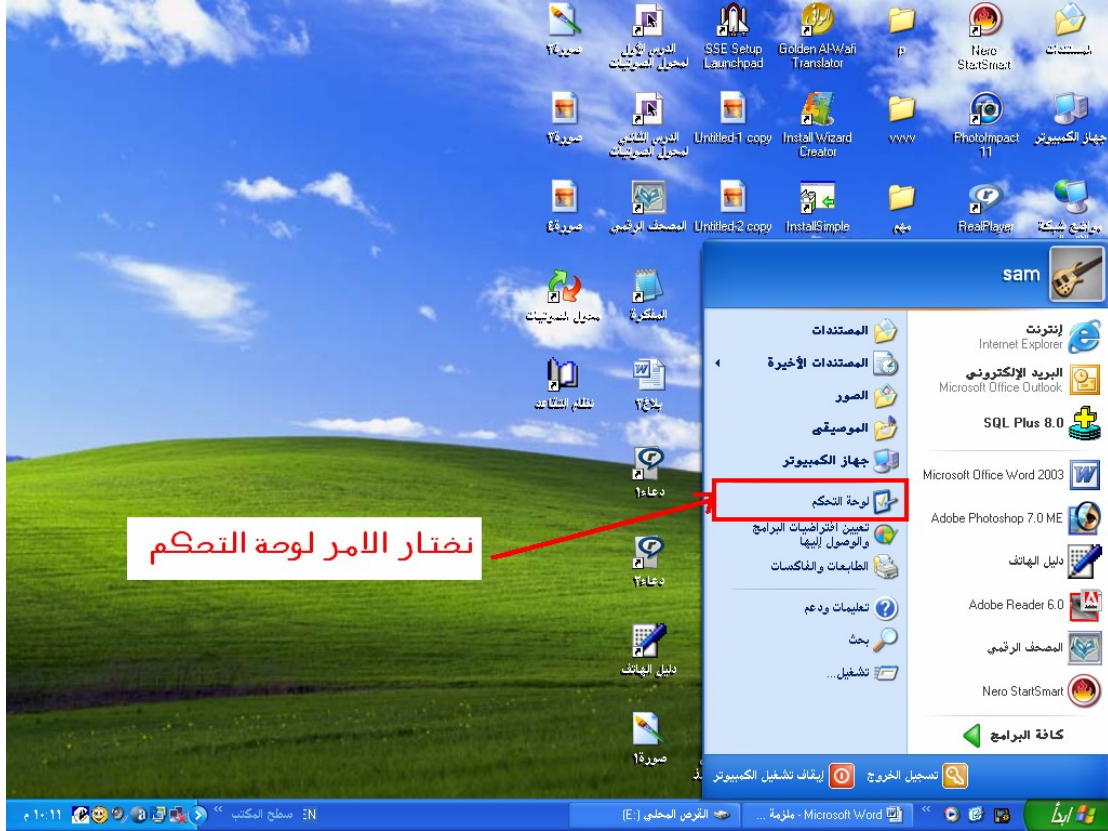 المستندات
Nero StartSmart
p
Golden Al-Wafi Translator
SSE Setup Launchpad
الدرس الأول لمحول الصوتيات
صورة٢
جهاز الكمبيوتر
PhotoImpact 11
vvvv
Install Wizard Creator
Untitled-1 copy
الدرس الثاني لمحول الصوتيات
صورة٣
مواضع شبكة
RealPlayer
مهم
InstallSimple
Untitled-2 copy
المصحف الرقمي
صورة٤
المفكرة
محول الصوتيات
بلاغ٢
نظام التقاعد
دعاء١
دعاء٢
دليل الهاتف
صورة١
نختار الامر لوحة التحكم
sam
إنترنت
Internet Explorer
البريد الإلكتروني
Microsoft Office Outlook
SQL Plus 8.0
Microsoft Office Word 2003
Adobe Photoshop 7.0 ME
دليل الهاتف
Adobe Reader 6.0
المصحف الرقمي
Nero StartSmart
كافة البرامج
المستندات
المستندات الأخيرة
الصور
الموسيقى
جهاز الكمبيوتر
لوحة التحكم
تعيين افتراضيات البرامج
والوصول إليها
الطابعات والفاكسات
تعليمات ودعم
بحث
تشغيل...
تسجيل الخروج
إيقاف تشغيل الكمبيوتر
ابدأ
ملزمة - Microsoft Word ...
القرص المحلي (E:)
EN
سطح المكتب
١٠:١١ م